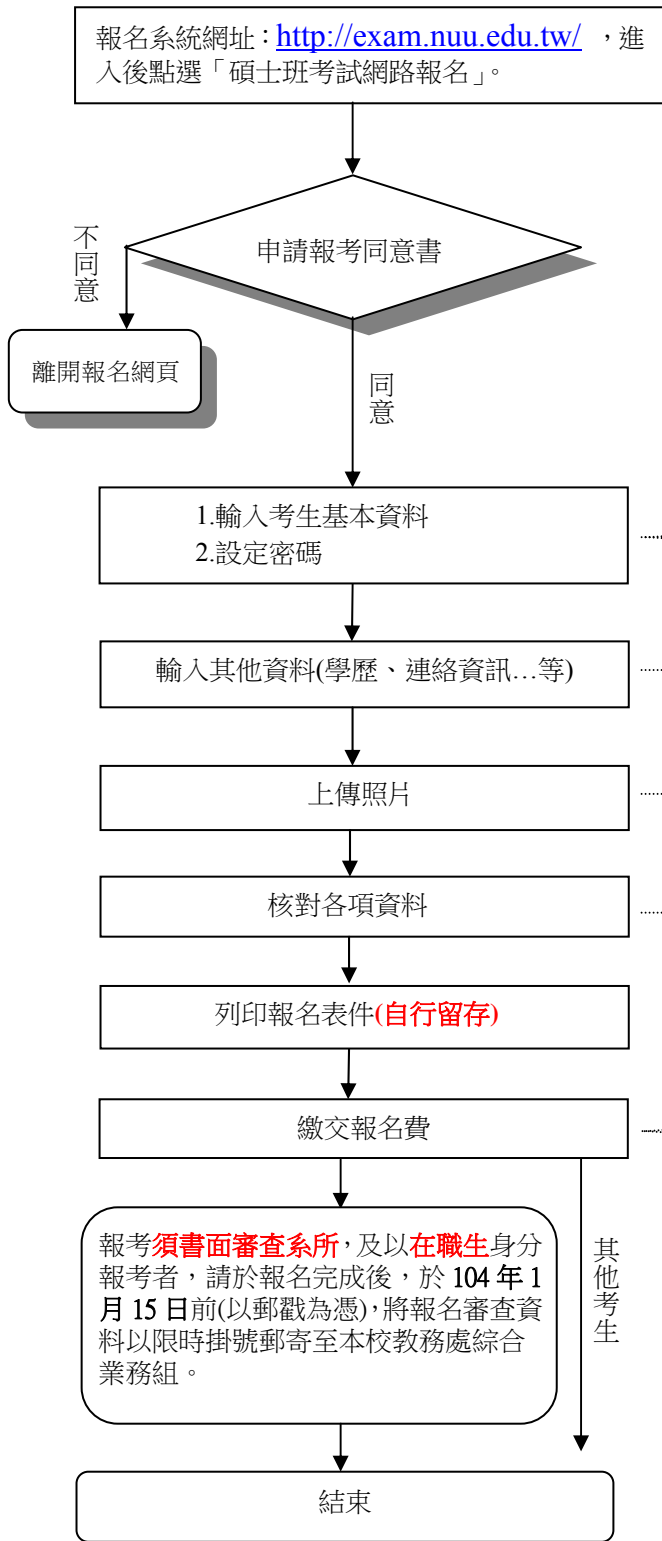 報名系統網址：http://exam.nuu.edu.tw/ ，進
入後點選「碩士班考試網路報名」。
申請報考同意書
不同意
離開報名網頁
同意
1.輸入考生基本資料
2.設定密碼
輸入其他資料(學歷、連絡資訊…等)
上傳照片
核對各項資料
列印報名表件(自行留存)
繳交報名費
報考須書面審查系所，及以在職生身分
報考者，請於報名完成後，於 104 年 1
月 15 日前(以郵戳為憑)，將報名審查資
料以限時掛號郵寄至本校教務處綜合
業務組。
其他考生
結束